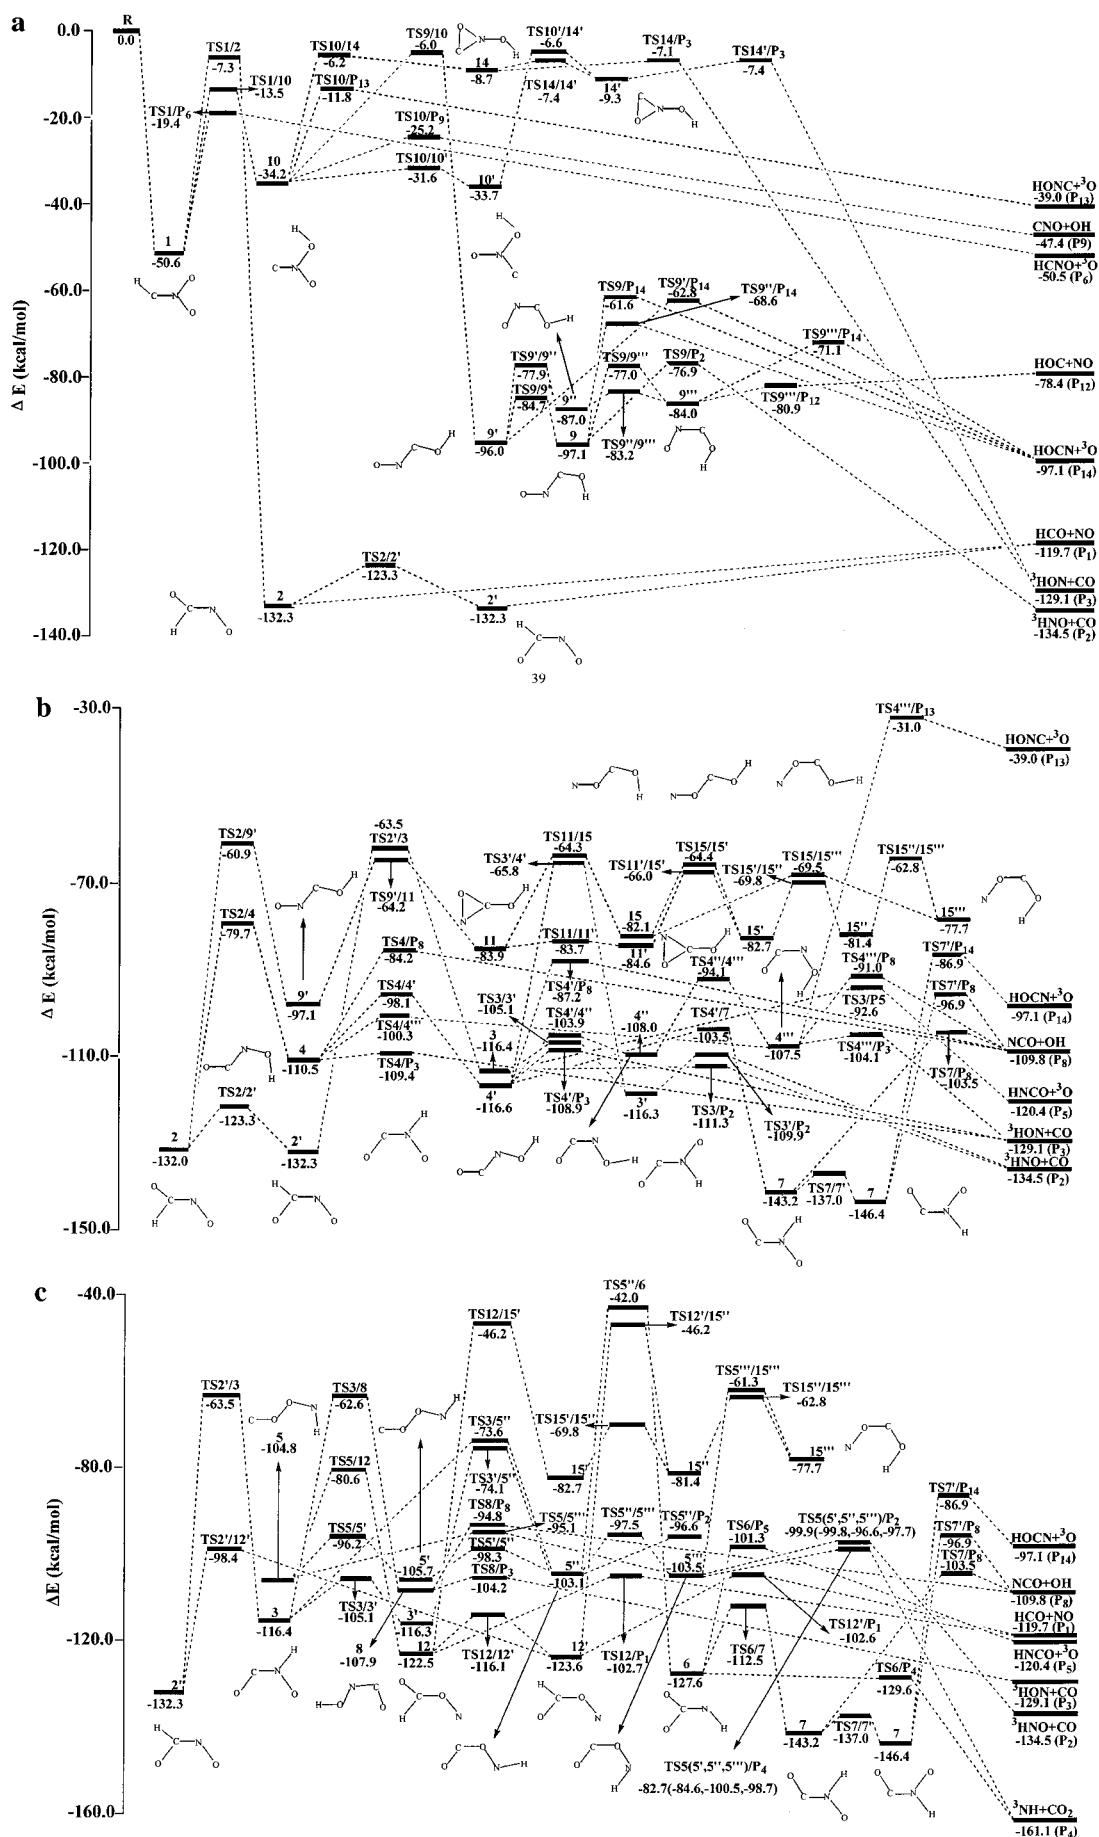 a
R
0.0
0.0
-20.0
-40.0
-60.0
-80.0
-100.0
-120.0
-140.0
Δ E (kcal/mol)
TS1/2
-7.3
TS1/10
-13.5
TS1/P6
-19.4
1
-50.6
10
-34.2
TS10/14
-6.2
TS10/P13
-11.8
TS9/10
-6.0
TS10/P9
-25.2
TS10/10'
-31.6
10'
-33.7
14
-8.7
TS10'/14'
-6.6
TS14/14'
-7.4
14'
-9.3
TS14/P3
-7.1
TS14'/P3
-7.4
HONC+3O
-39.0 (P13)
CNO+OH
-47.4 (P9)
HCNO+3O
-50.5 (P6)
TS9/P14
-61.6
TS9'/P14
-62.8
TS9''/P14
-68.6
TS9'''/P14
-71.1
TS9'/9''
-77.9
TS9/9'
-84.7
9''
-87.0
TS9/9'''
-77.0
TS9/P2
-76.9
9'''
-84.0
TS9'''/P12
-80.9
TS9''/9'''
-83.2
9'
-96.0
9
-97.1
HOC+NO
-78.4 (P12)
HOCN+3O
-97.1 (P14)
HCO+NO
-119.7 (P1)
3HON+CO
-129.1 (P3)
3HNO+CO
-134.5 (P2)
2
-132.3
TS2/2'
-123.3
2'
-132.3
39
b
-30.0
-70.0
-110.0
-150.0
Δ E (kcal/mol)
TS4'''/P13
-31.0
HONC+3O
-39.0 (P13)
TS2/9'
-60.9
TS2/4
-79.7
-63.5
TS2'/3
TS9'/11
-64.2
9'
-97.1
4
-110.5
TS4/P8
-84.2
TS4/4'
-98.1
TS4/4'''
-100.3
TS4/P3
-109.4
TS2/2'
-123.3
2
-132.0
2'
-132.3
11
-83.9
TS11/15
-64.3
TS3'/4'
-65.8
TS11/11'
-83.7
TS4'/P8
-87.2
TS3/3'
-105.1
TS4'/4''
-103.9
3
-116.4
4'
-116.6
TS4'/P3
-108.9
15
-82.1
11'
-84.6
TS11'/15'
-66.0
TS15/15'
-64.4
TS15'/15''
-69.8
TS15/15'''
-69.5
TS15''/15'''
-62.8
15'
-82.7
15''
-81.4
15'''
-77.7
TS4''/4'''
-94.1
4''
-108.0
TS4'/7
-103.5
3'
-116.3
TS3/P2
-111.3
TS3'/P2
-109.9
4'''
-107.5
TS4'''/P8
-91.0
TS3/P5
-92.6
TS4'''/P3
-104.1
TS7'/P14
-86.9
TS7'/P8
-96.9
TS7/P8
-103.5
7
-143.2
TS7/7'
-137.0
7
-146.4
HOCN+3O
-97.1 (P14)
NCO+OH
-109.8 (P8)
HNCO+3O
-120.4 (P5)
3HON+CO
-129.1 (P3)
3HNO+CO
-134.5 (P2)
c
-40.0
-80.0
-120.0
-160.0
ΔE (kcal/mol)
TS2'/3
-63.5
TS2'/12'
-98.4
2'
-132.3
5
-104.8
3
-116.4
TS3/8
-62.6
TS5/12
-80.6
TS5/5'
-96.2
TS3/3'
-105.1
5'
-105.7
3'
-116.3
8
-107.9
12
-122.5
TS12/15'
-46.2
TS3/5''
-73.6
TS3'/5''
-74.1
TS8/P8
-94.8
TS5/5'''
-95.1
TS5'/5''
-98.3
TS8/P3
-104.2
TS12/12'
-116.1
15'
-82.7
5''
-103.1
12'
-123.6
TS5''/6
-42.0
TS12'/15''
-46.2
TS15'/15''
-69.8
15''
-81.4
TS5''/5'''
-97.5
TS5''/P2
-96.6
5'''
-103.5
TS12/P1
-102.7
6
-127.6
TS5'''/15'''
-61.3
TS15''/15'''
-62.8
15'''
-77.7
TS6/P5
-101.3
TS5(5',5'',5''')/P2
-99.9(-99.8,-96.6,-97.7)
TS12'/P1
-102.6
TS6/7
-112.5
TS6/P4
-129.6
TS5(5',5'',5''')/P4
-82.7(-84.6,-100.5,-98.7)
7
-143.2
TS7/7'
-137.0
7
-146.4
TS7'/P14
-86.9
TS7'/P8
-96.9
TS7/P8
-103.5
HOCN+3O
-97.1 (P14)
NCO+OH
-109.8 (P8)
HCO+NO
-119.7 (P1)
HNCO+3O
-120.4 (P5)
3HON+CO
-129.1 (P3)
3HNO+CO
-134.5 (P2)
3NH+CO2
-161.1 (P4)